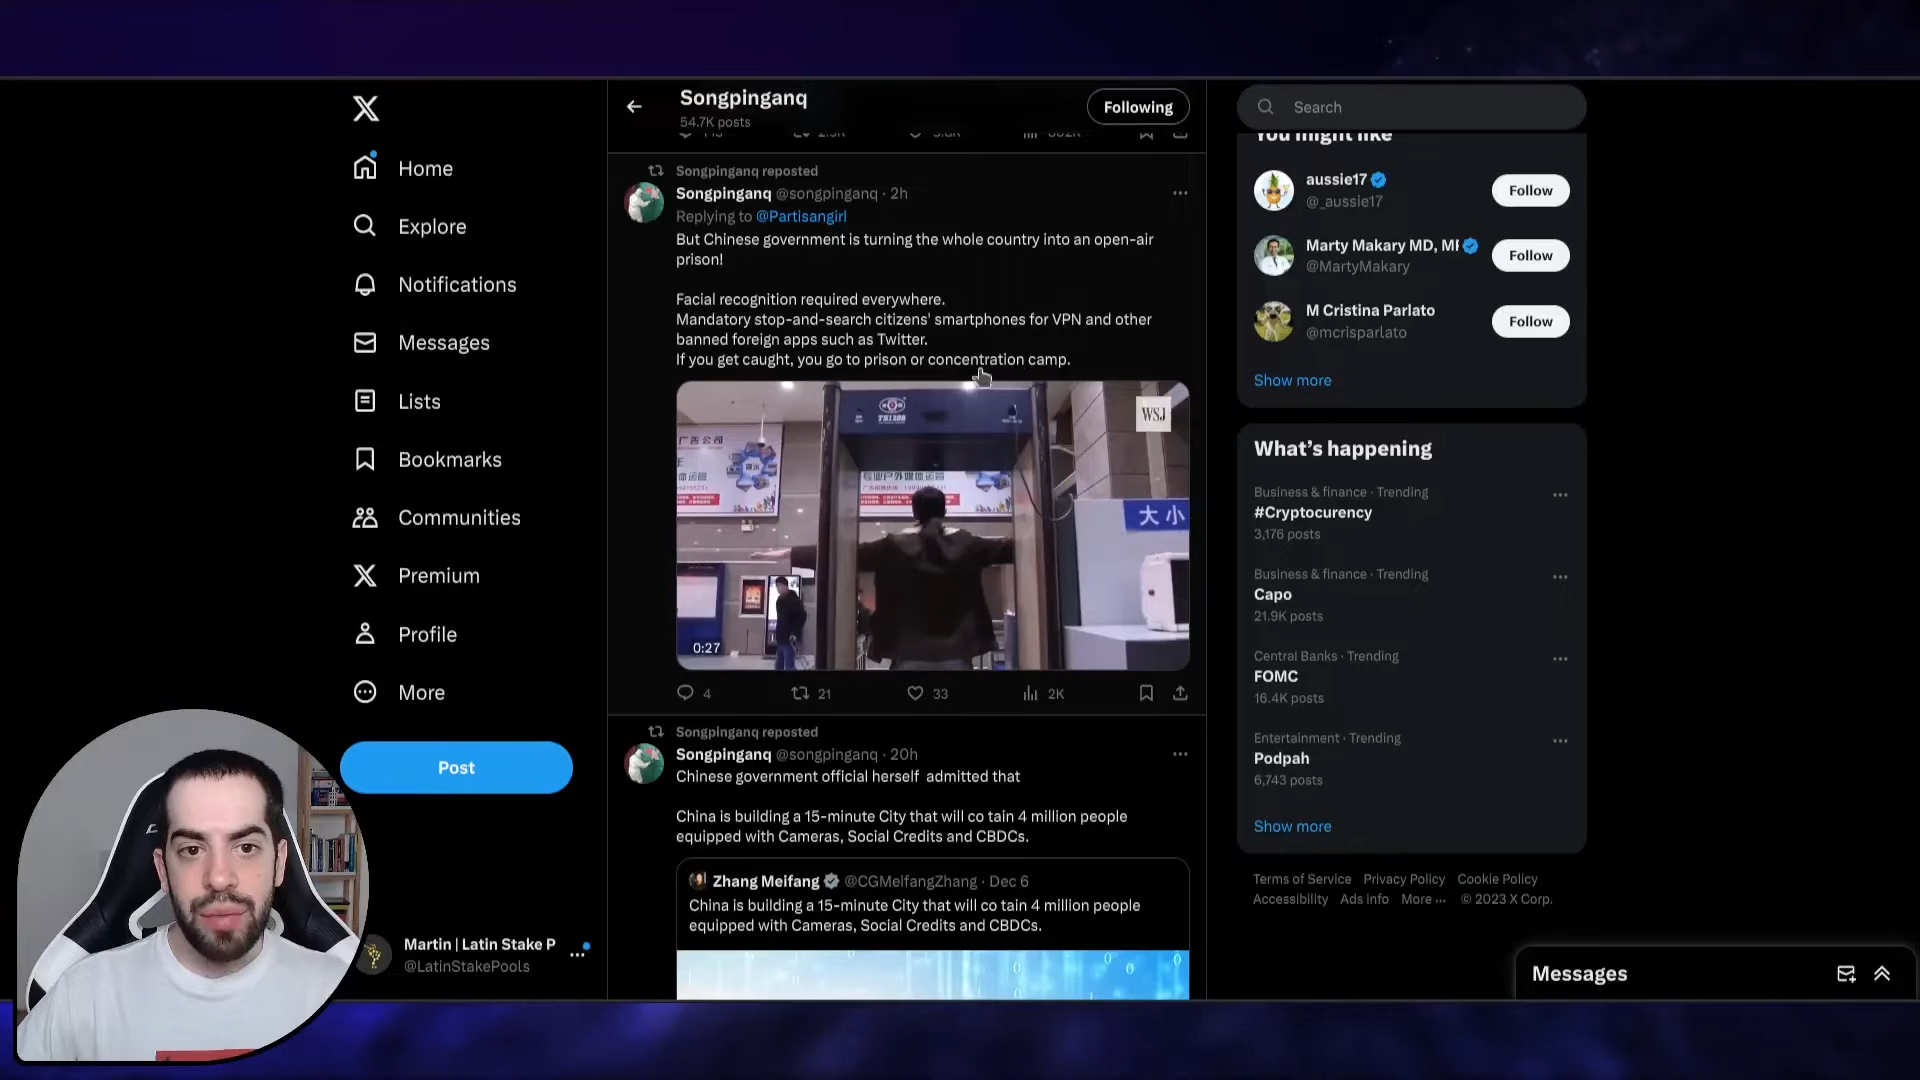 Home
Explore
Notifications
Messages
Lists
Bookmarks
Communities
Premium
Profile
More
Post
Martin | Latin Stake P
@LatinStakePools
Songpinganq
54.7K posts
Following
Songpinganq reposted
Songpinganq @songpinganq · 2h
Replying to @Partisangirl
But Chinese government is turning the whole country into an open-air
prison!
Facial recognition required everywhere.
Mandatory stop-and-search citizens' smartphones for VPN and other
banned foreign apps such as Twitter.
If you get caught, you go to prison or concentration camp.
WSJ
广告公司
大小
0:27
4
21
33
2K
Songpinganq reposted
Songpinganq @songpinganq · 20h
Chinese government official herself admitted that
China is building a 15-minute City that will co tain 4 million people
equipped with Cameras, Social Credits and CBDCs.
Zhang Meifang @CGMeifangZhang · Dec 6
China is building a 15-minute City that will co tain 4 million people
equipped with Cameras, Social Credits and CBDCs.
Search
You might like
aussie17
@_aussie17
Follow
Marty Makary MD, M
@MartyMakary
Follow
M Cristina Parlato
@mcrisparlato
Follow
Show more
What's happening
Business & finance · Trending
#Cryptocurency
3,176 posts
Business & finance · Trending
Capo
21.9K posts
Central Banks · Trending
FOMC
16.4K posts
Entertainment · Trending
Podpah
6,743 posts
Show more
Terms of Service Privacy Policy Cookie Policy
Accessibility Ads info More ··· © 2023 X Corp.
Messages